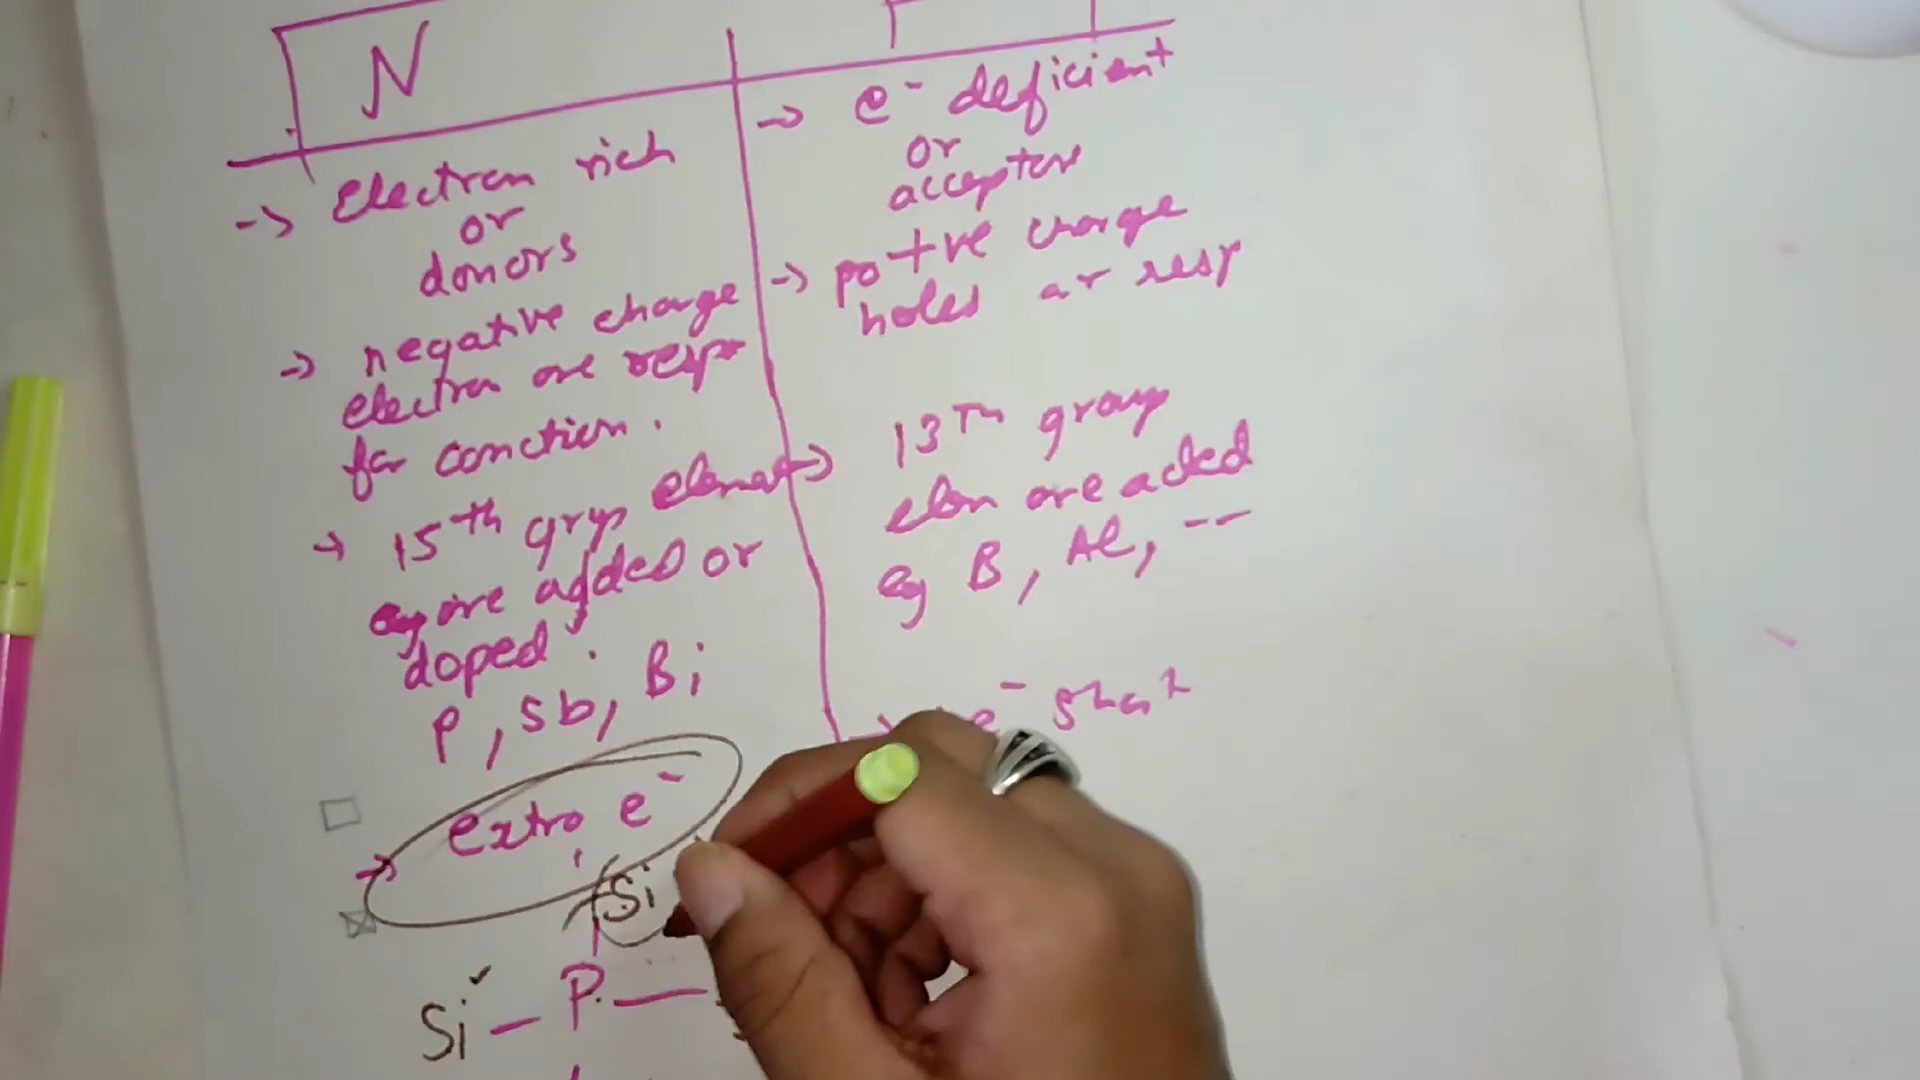 N
→ Electron rich
or
donors
→ negative charge
electron are resp
for conction.
→ 15th grp element
are added or
doped.
P, Sb, Bi
→ extra e⁻
Si
Si — P —
→ e⁻ deficient
or
acceptor
→ po +ve charge
holes ar resp
→ 13Th group
elem are added
eg B, Al, --
→ e⁻ short